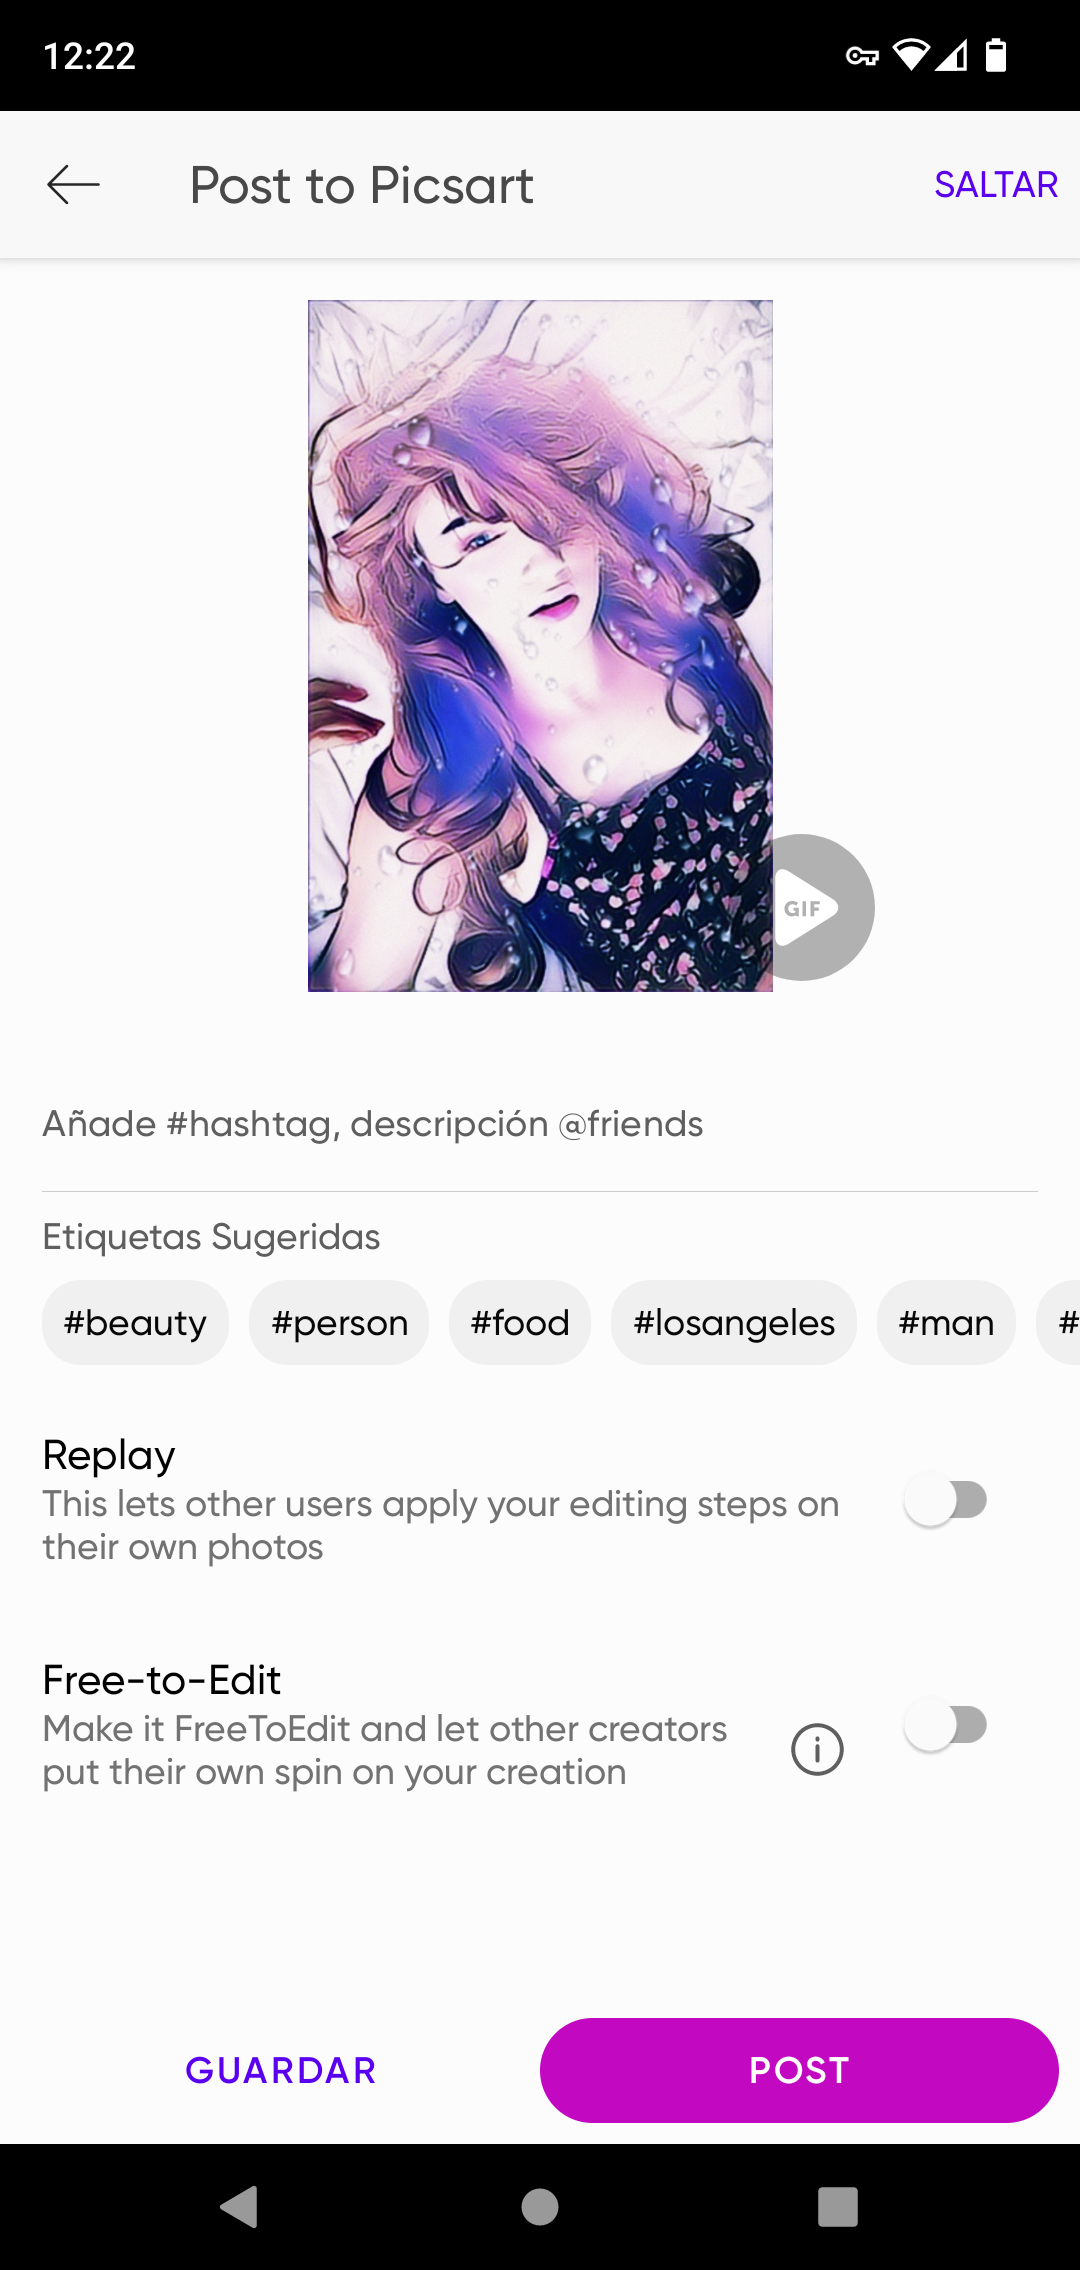 12:22
Post to Picsart
SALTAR
GIF
Añade #hashtag, descripción @friends
Etiquetas Sugeridas
#beauty #person #food #losangeles #man #
Replay
This lets other users apply your editing steps on
their own photos
Free-to-Edit
Make it FreeToEdit and let other creators
put their own spin on your creation
GUARDAR
POST